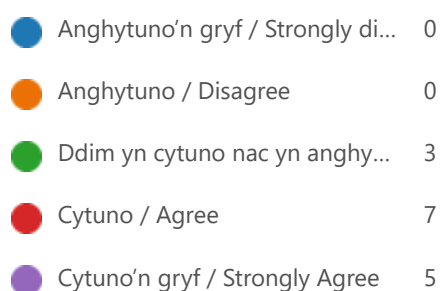 Anghytuno’n gryf / Strongly di... 0
Anghytuno / Disagree 0
Ddim yn cytuno nac yn anghy... 3
Cytuno / Agree 7
Cytuno’n gryf / Strongly Agree 5